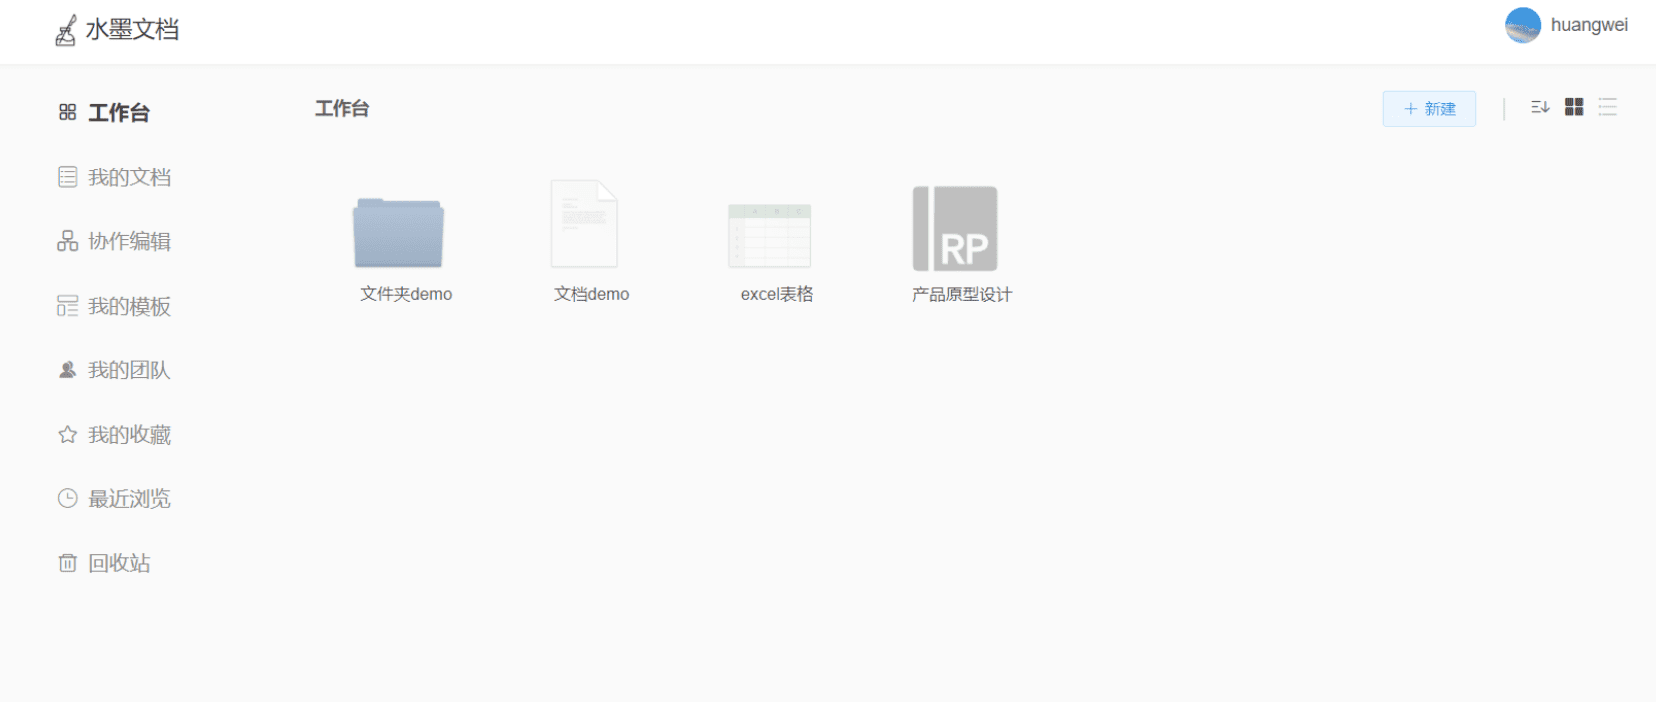 水墨文档
huangwei
工作台
我的文档
协作编辑
我的模板
我的团队
我的收藏
最近浏览
回收站
工作台
新建
文件夹demo
文档demo
excel表格
RP
产品原型设计